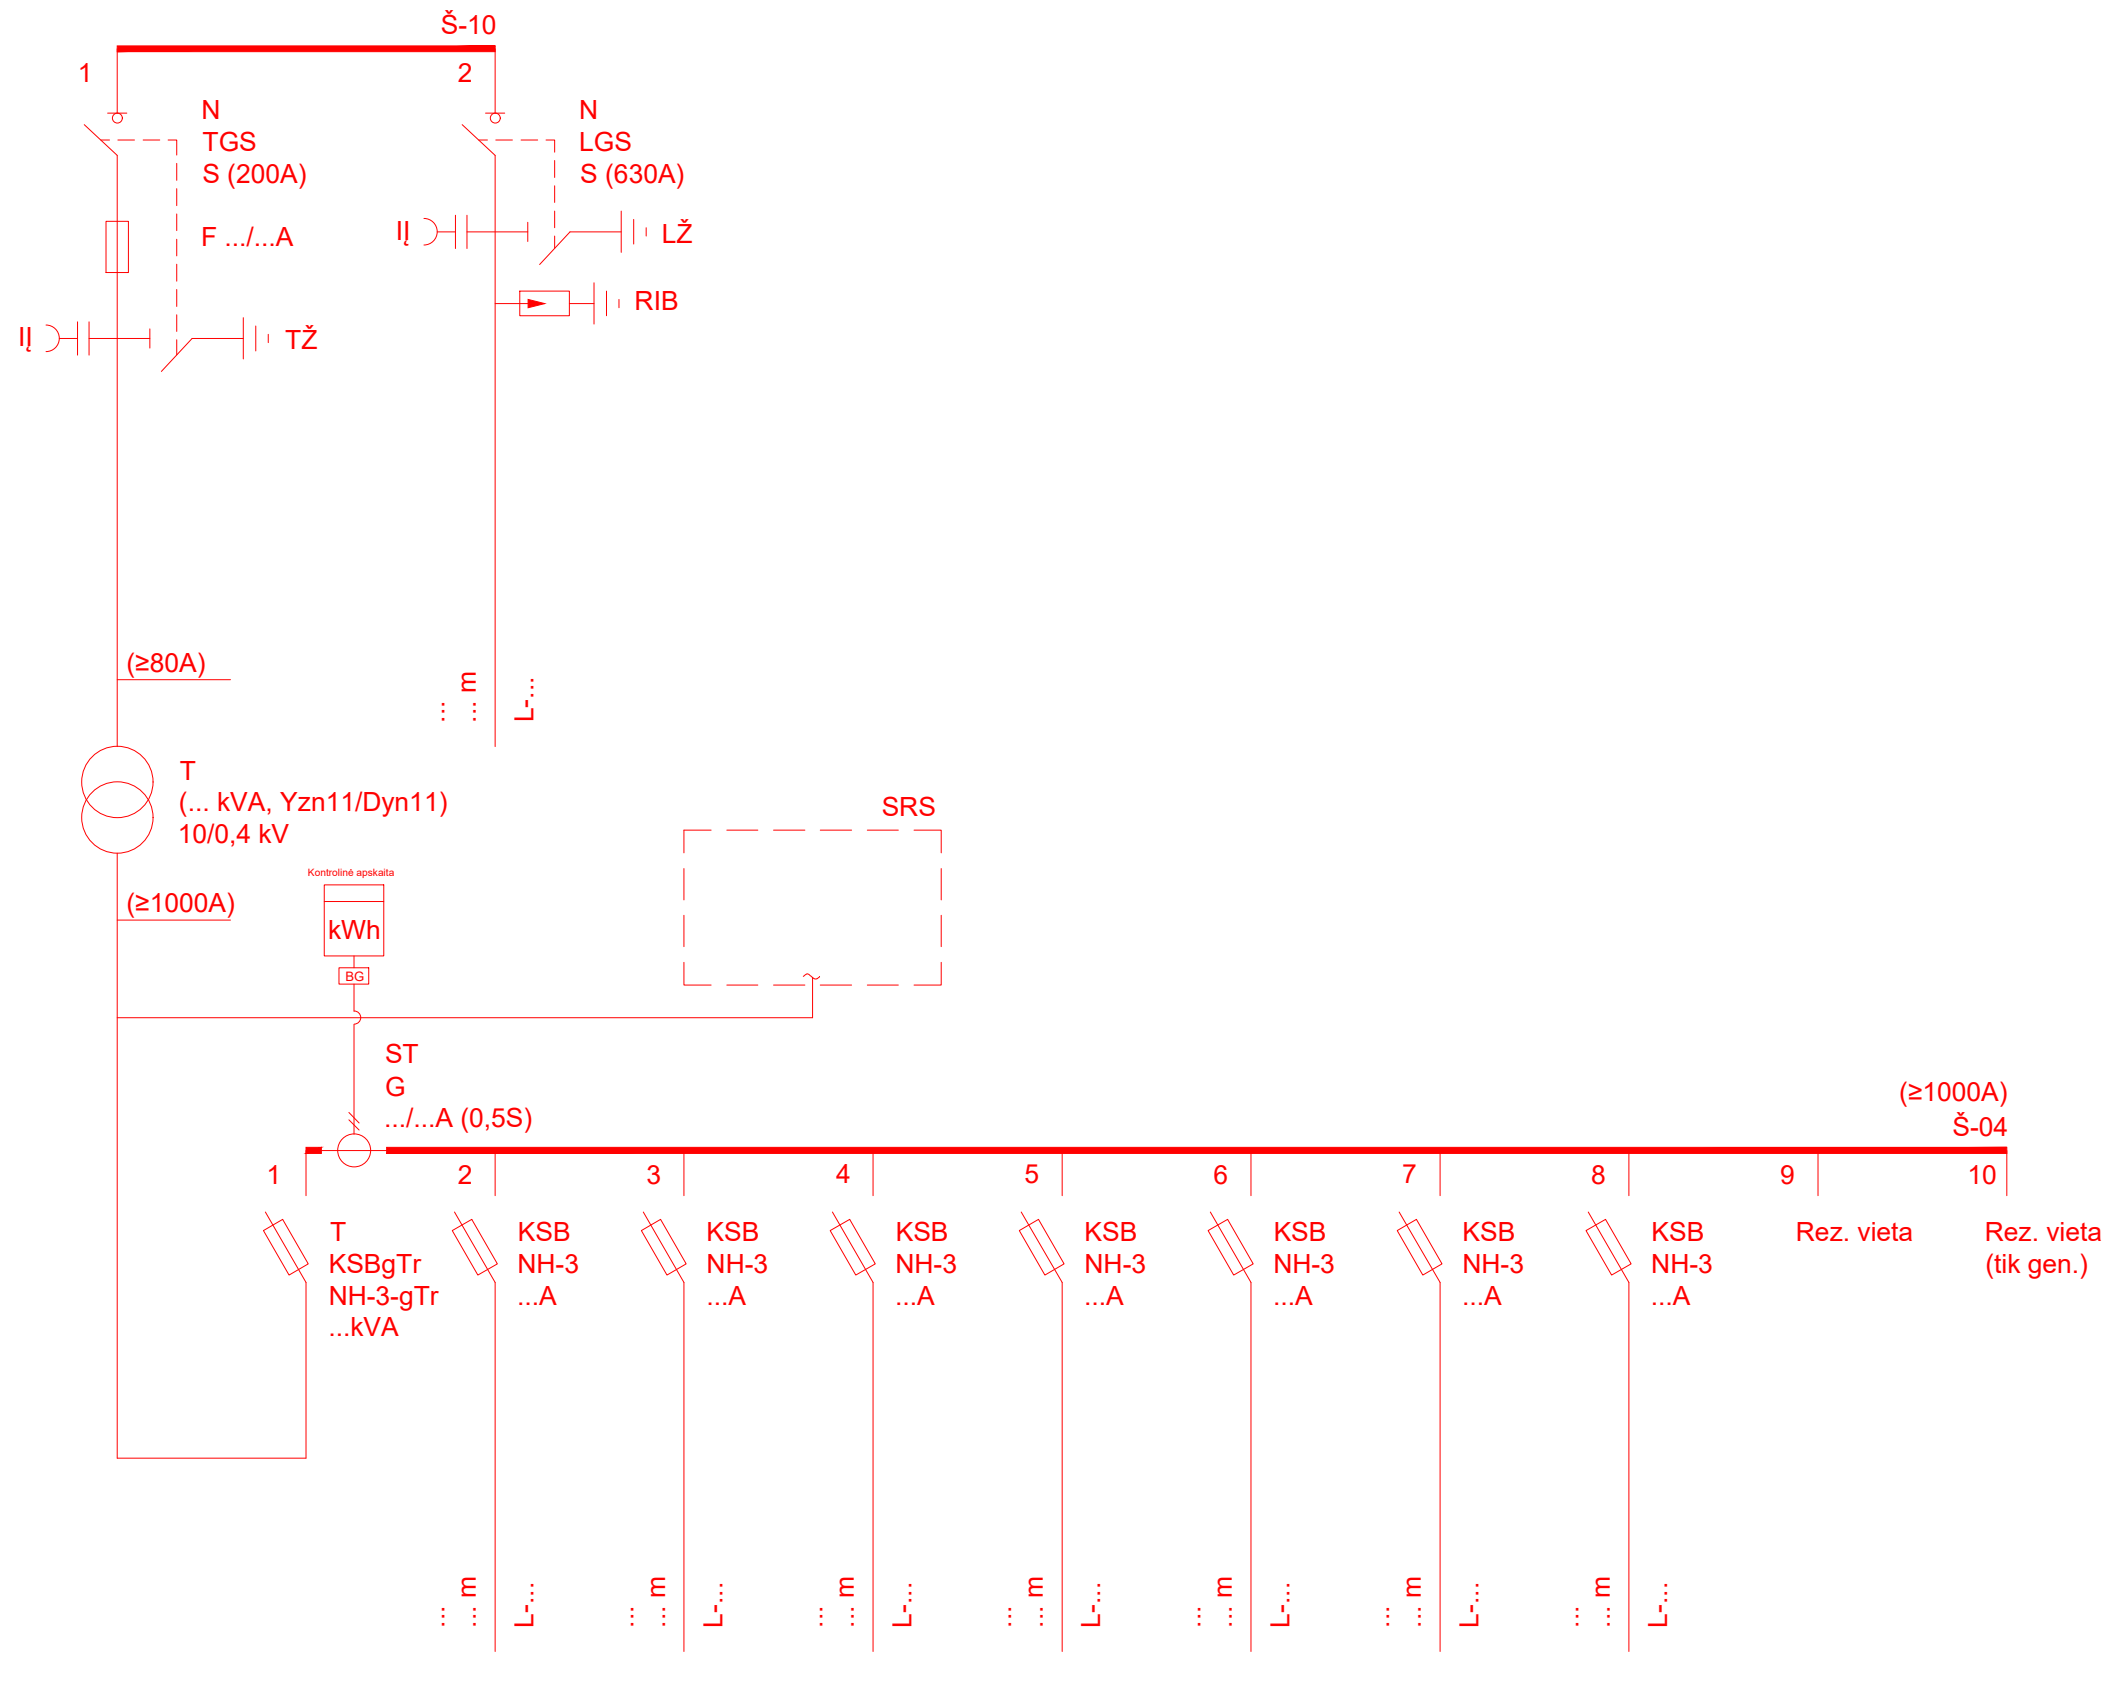 Š-10
1
2
N
TGS
S (200A)
F .../...A
IĮ
TŽ
N
LGS
S (630A)
IĮ
LŽ
RIB
(≥80A)
...
... m
L-...
T
(... kVA, Yzn11/Dyn11)
10/0,4 kV
SRS
Kontrolinė apskaita
kWh
BG
(≥1000A)
ST
G
.../...A (0,5S)
(≥1000A)
Š-04
1
2
3
4
5
6
7
8
9
10
T
KSBgTr
NH-3-gTr
...kVA
KSB
NH-3
...A
KSB
NH-3
...A
KSB
NH-3
...A
KSB
NH-3
...A
KSB
NH-3
...A
KSB
NH-3
...A
KSB
NH-3
...A
Rez. vieta
Rez. vieta
(tik gen.)
...
... m
L-...
...
... m
L-...
...
... m
L-...
...
... m
L-...
...
... m
L-...
...
... m
L-...
...
... m
L-...